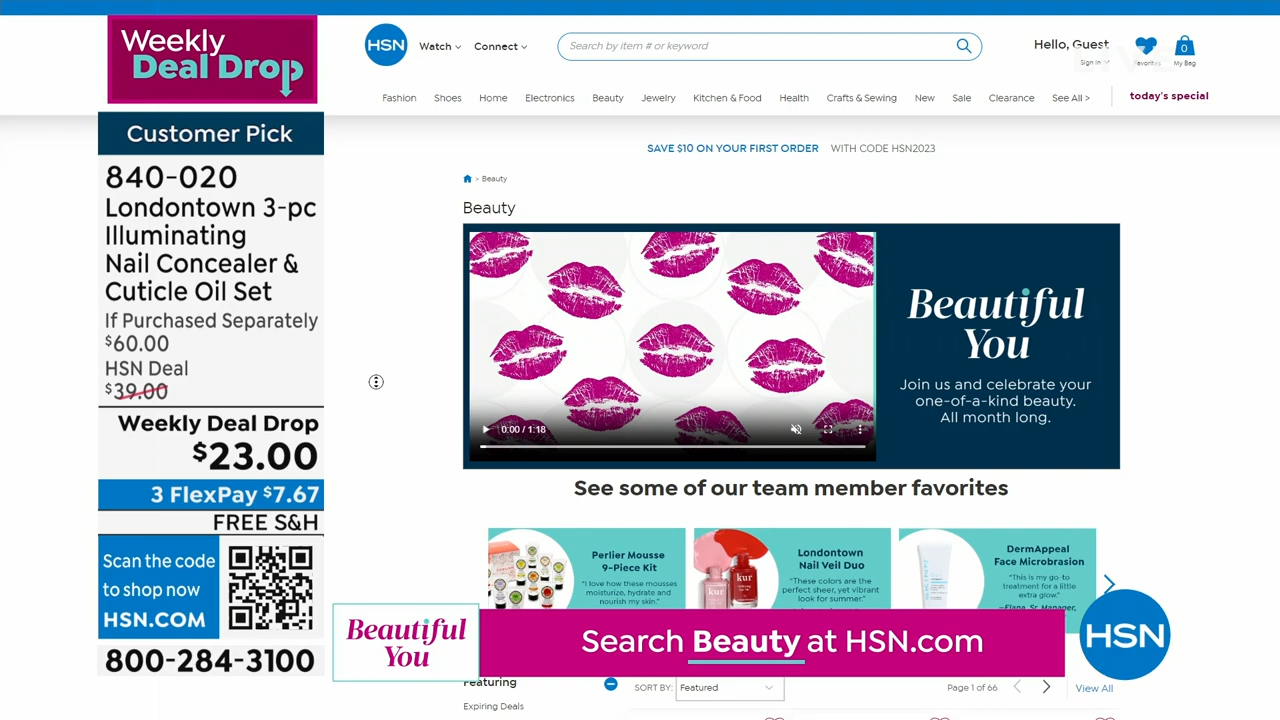 Weekly
Deal Drop
Customer Pick
840-020
Londontown 3-pc
Illuminating
Nail Concealer &
Cuticle Oil Set
If Purchased Separately
$60.00
HSN Deal
$39.00
Weekly Deal Drop
$23.00
3 FlexPay $7.67
FREE S&H
Scan the code
to shop now
HSN.COM
800-284-3100
HSN
Watch
Connect
Search by item # or keyword
Hello, Guest
Sign In
Favorites
0
My Bag
Fashion Shoes Home Electronics Beauty Jewelry Kitchen & Food Health Crafts & Sewing New Sale Clearance See All > today's special
SAVE $10 ON YOUR FIRST ORDER WITH CODE HSN2023
> Beauty
Beauty
0:00 / 1:18
Beautiful
You
Join us and celebrate your
one-of-a-kind beauty.
All month long.
See some of our team member favorites
Perlier Mousse
9-Piece Kit
"I love how these mousses
moisturize, hydrate and
nourish my skin."
kur
kur
Londontown
Nail Veil Duo
"These colors are the
perfect sheer, yet vibrant
look for summer."
DermAppeal
Face Microbrasion
"This is my go-to
treatment for a little
extra glow."
—Elana, Sr. Manager,
Beautiful
You
Search Beauty at HSN.com
HSN
Featuring
Expiring Deals
SORT BY: Featured
Page 1 of 66
View All